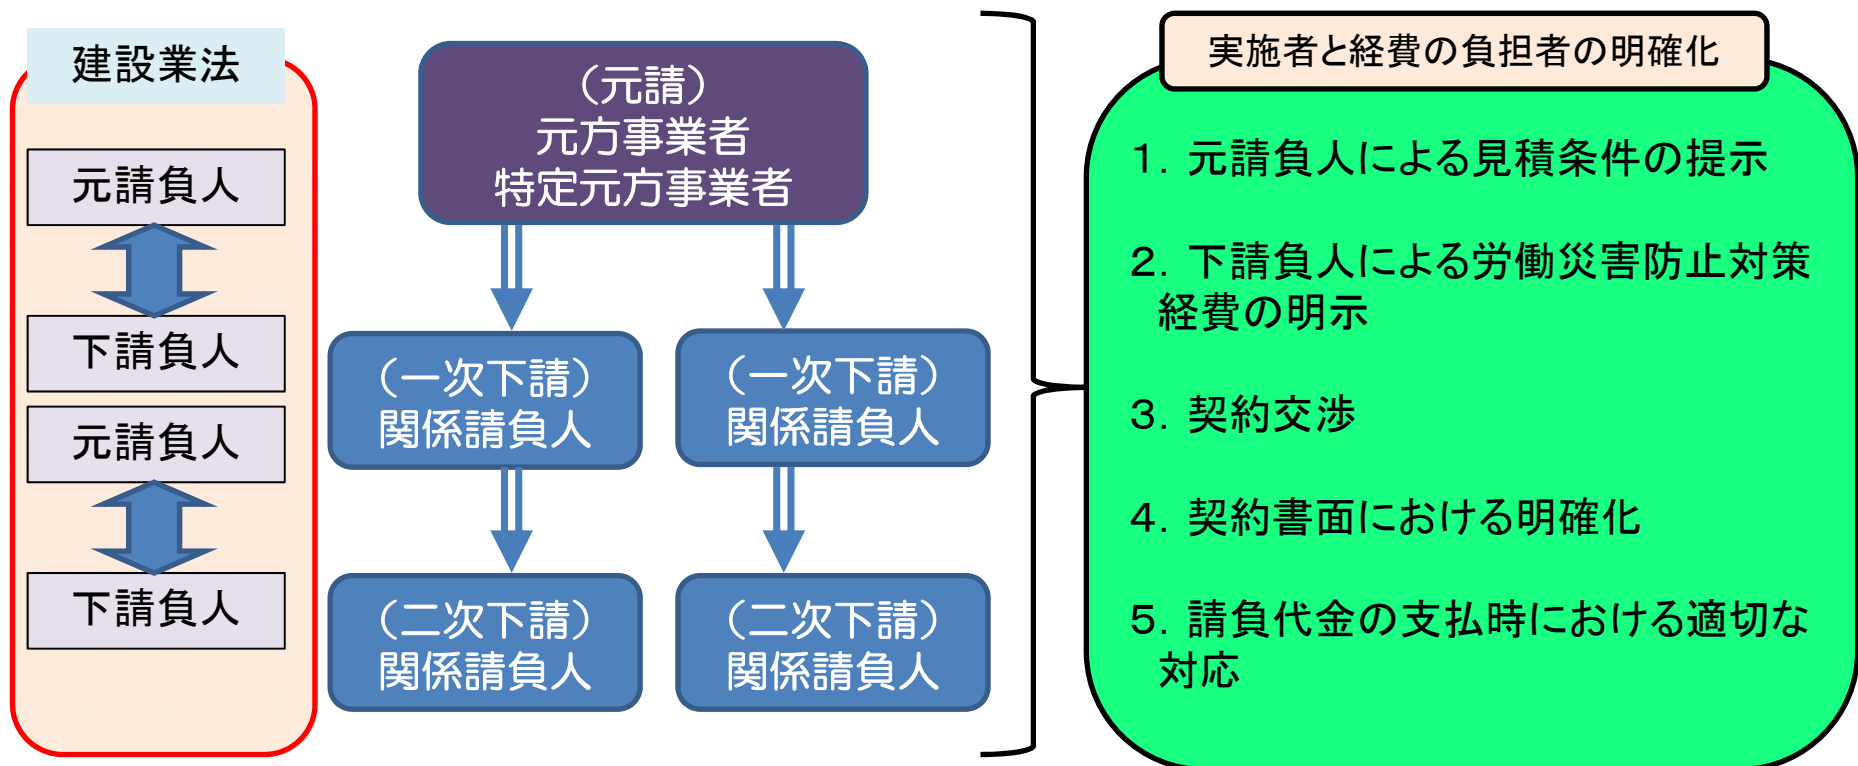 建設業法
元請負人
下請負人
元請負人
下請負人
（元請）
元方事業者
特定元方事業者
（一次下請）
関係請負人
（一次下請）
関係請負人
（二次下請）
関係請負人
（二次下請）
関係請負人
実施者と経費の負担者の明確化
１．元請負人による見積条件の提示
２．下請負人による労働災害防止対策
経費の明示
３．契約交渉
４．契約書面における明確化
５．請負代金の支払時における適切な
対応